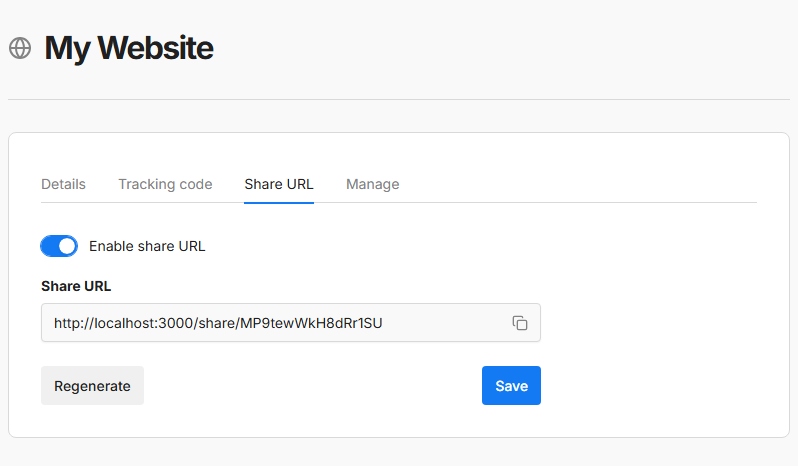 My Website
Details Tracking code Share URL Manage
Enable share URL
Share URL
http://localhost:3000/share/MP9tewWkH8dRr1SU
Regenerate Save